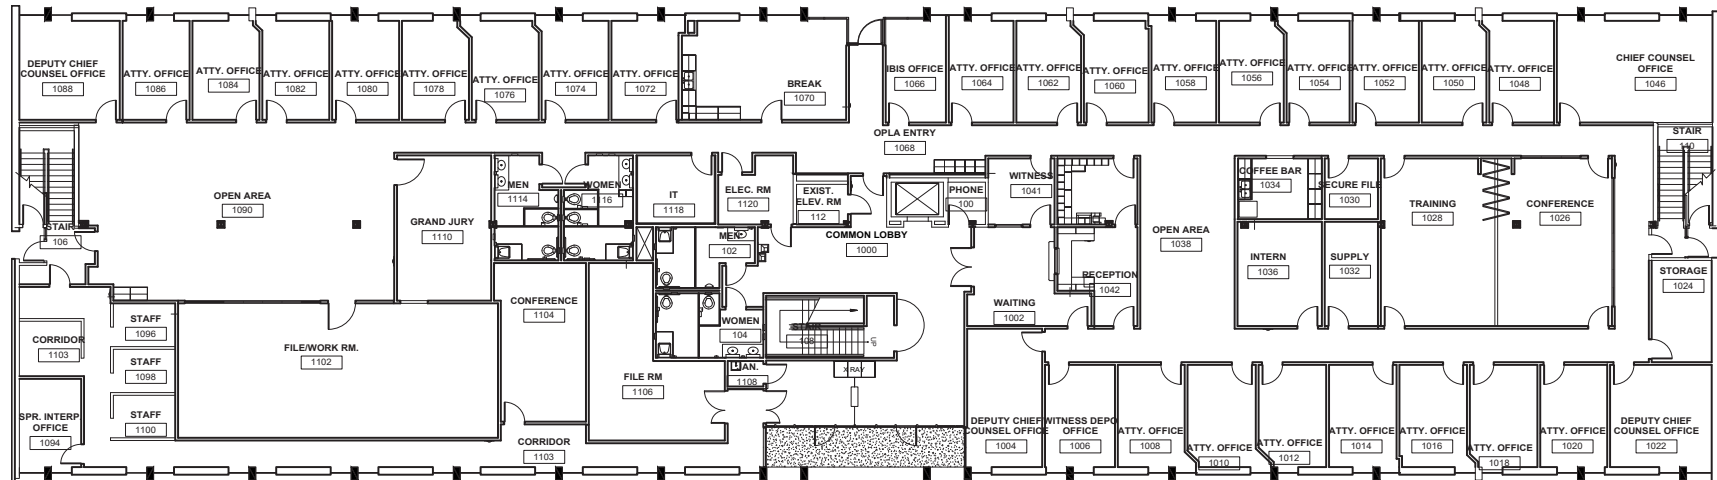 DEPUTY CHIEF
COUNSEL OFFICE
1088
ATTY. OFFICE
1086
ATTY. OFFICE
1084
ATTY. OFFICE
1082
ATTY. OFFICE
1080
ATTY. OFFICE
1078
ATTY. OFFICE
1076
ATTY. OFFICE
1074
ATTY. OFFICE
1072
BREAK
1070
IBIS OFFICE
1066
ATTY. OFFICE
1064
ATTY. OFFICE
1062
ATTY. OFFICE
1060
ATTY. OFFICE
1058
ATTY. OFFICE
1056
ATTY. OFFICE
1054
ATTY. OFFICE
1052
ATTY. OFFICE
1050
ATTY. OFFICE
1048
CHIEF COUNSEL
OFFICE
1046
OPLA ENTRY
1068
STAIR
110
STAIR
106
OPEN AREA
1090
GRAND JURY
1110
MEN
1114
WOMEN
1116
IT
1118
ELEC. RM
1120
EXIST.
ELEV. RM
112
PHONE
100
WITNESS
1041
COFFEE BAR
1034
SECURE FILE
1030
TRAINING
1028
CONFERENCE
1026
MEN
102
COMMON LOBBY
1000
OPEN AREA
1038
INTERN
1036
SUPPLY
1032
RECEPTION
1042
STORAGE
1024
WAITING
1002
CONFERENCE
1104
STAFF
1096
CORRIDOR
1103
FILE/WORK RM.
1102
STAFF
1098
WOMEN
104
STAIR
108
UP
JAN.
1108
X RAY
FILE RM
1106
STAFF
1100
SPR. INTERP.
OFFICE
1094
CORRIDOR
1103
DEPUTY CHIEF
COUNSEL OFFICE
1004
WITNESS DEPO
OFFICE
1006
ATTY. OFFICE
1008
ATTY. OFFICE
1010
ATTY. OFFICE
1012
ATTY. OFFICE
1014
ATTY. OFFICE
1016
ATTY. OFFICE
1018
ATTY. OFFICE
1020
DEPUTY CHIEF
COUNSEL OFFICE
1022